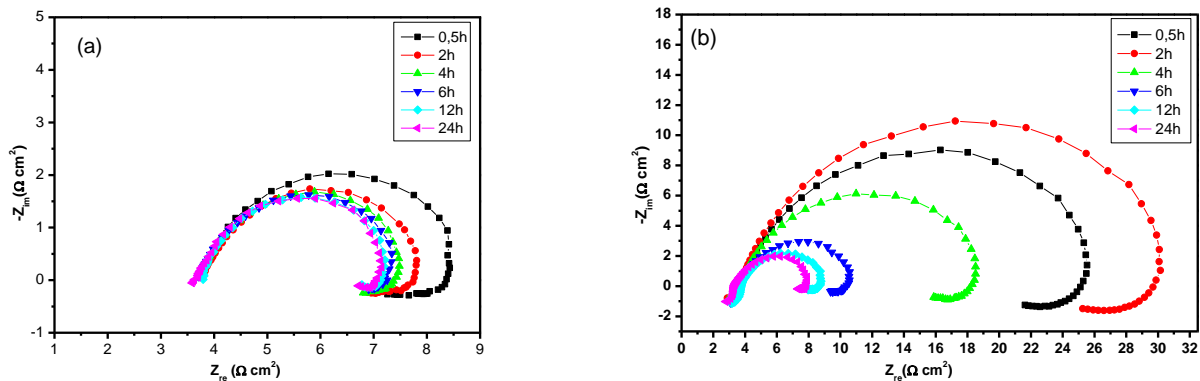 (a)
0,5h
2h
4h
6h
12h
24h
5
4
3
2
1
0
-1
-Z_im (Ω cm²)
1 2 3 4 5 6 7 8 9
Z_re (Ω cm²)
(b)
0,5h
2h
4h
6h
12h
24h
18
16
14
12
10
8
6
4
2
0
-2
-Z_im (Ω cm²)
0 2 4 6 8 10 12 14 16 18 20 22 24 26 28 30 32
Z_re (Ω cm²)